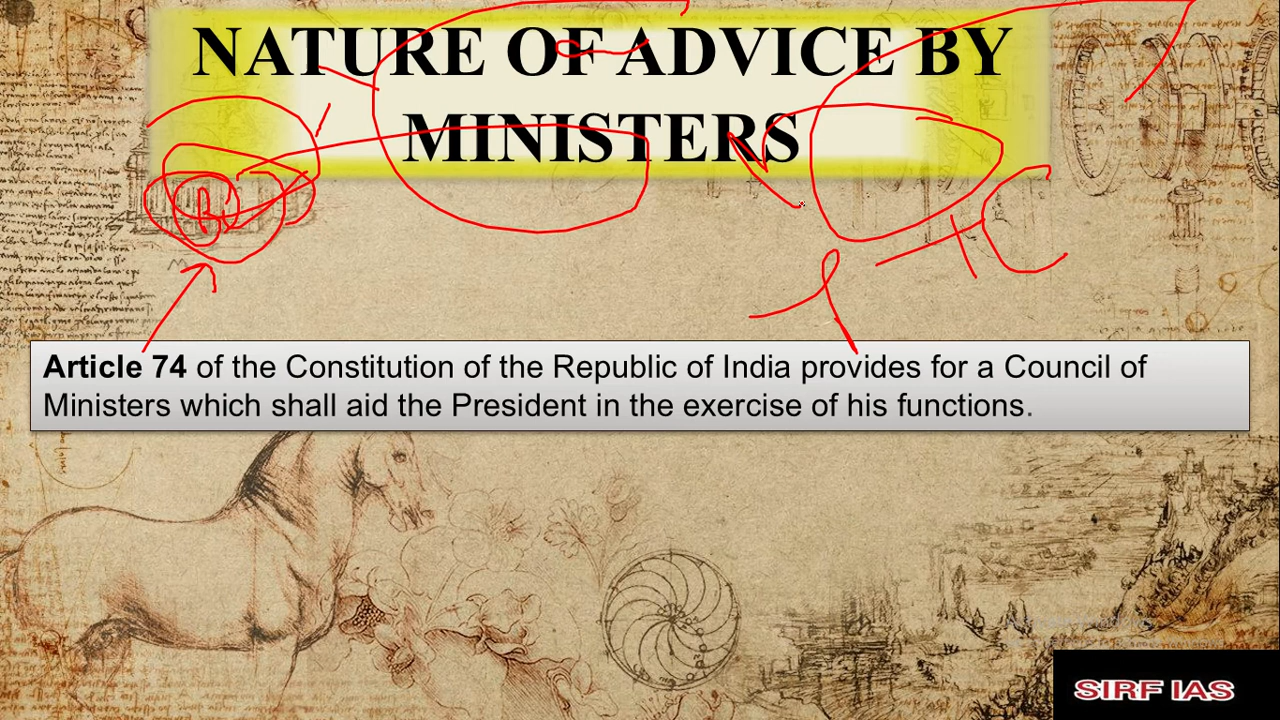 NATURE OF ADVICE BY
MINISTERS
Article 74 of the Constitution of the Republic of India provides for a Council of
Ministers which shall aid the President in the exercise of his functions.
SIRF IAS